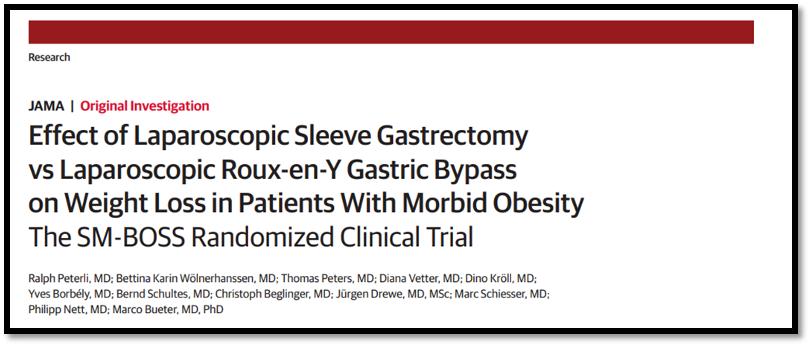 Research
JAMA | Original Investigation
Effect of Laparoscopic Sleeve Gastrectomy
vs Laparoscopic Roux-en-Y Gastric Bypass
on Weight Loss in Patients With Morbid Obesity
The SM-BOSS Randomized Clinical Trial
Ralph Peterli, MD; Bettina Karin Wölnerhanssen, MD; Thomas Peters, MD; Diana Vetter, MD; Dino Kröll, MD;
Yves Borbély, MD; Bernd Schultes, MD; Christoph Beglinger, MD; Jürgen Drewe, MD, MSc; Marc Schiesser, MD;
Philipp Nett, MD; Marco Bueter, MD, PhD